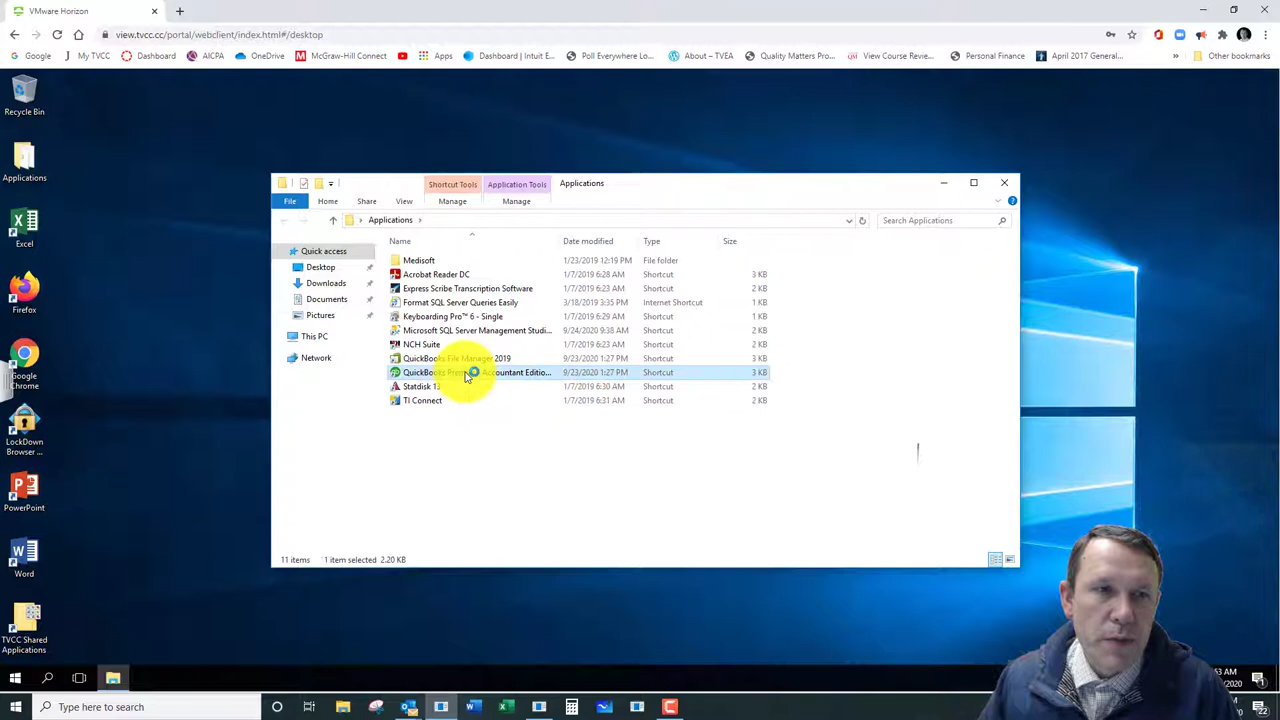 VMware Horizon
view.tvcc.cc/portal/webclient/index.html#/desktop
Google My TVCC Dashboard AICPA OneDrive McGraw-Hill Connect Apps Dashboard | Intuit E... Poll Everywhere Lo... About – TVEA Quality Matters Pro... View Course Revie... Personal Finance April 2017 General... » Other bookmarks
Recycle Bin
Applications
Excel
Firefox
Google Chrome
LockDown Browser ...
PowerPoint
Word
TVCC Shared Applications
Shortcut Tools Application Tools Applications
File Home Share View Manage Manage
Applications
Search Applications
Name Date modified Type Size
Quick access
Desktop
Downloads
Documents
Pictures
This PC
Network
Medisoft 1/23/2019 12:19 PM File folder
Acrobat Reader DC 1/7/2019 6:28 AM Shortcut 3 KB
Express Scribe Transcription Software 1/7/2019 6:23 AM Shortcut 2 KB
Format SQL Server Queries Easily 3/18/2019 3:35 PM Internet Shortcut 1 KB
Keyboarding Pro™ 6 - Single 1/7/2019 6:29 AM Shortcut 2 KB
Microsoft SQL Server Management Studi... 9/24/2020 9:38 AM Shortcut 2 KB
NCH Suite 1/7/2019 6:23 AM Shortcut 2 KB
QuickBooks File Manager 2019 9/23/2020 1:27 PM Shortcut 3 KB
QuickBooks Accountant Editio... 9/23/2020 1:27 PM Shortcut 3 KB
Statdisk 13 1/7/2019 6:30 AM Shortcut 2 KB
TI Connect 1/7/2019 6:31 AM Shortcut 2 KB
11 items 1 item selected 2.20 KB
Type here to search
22